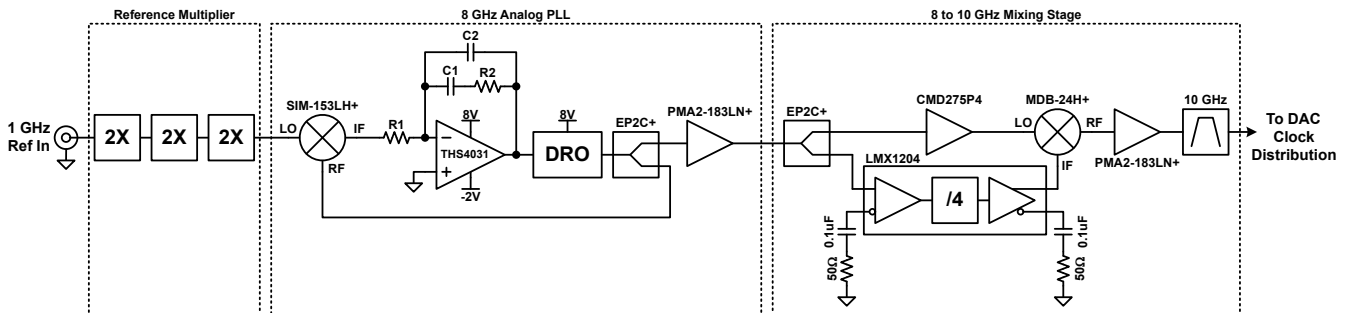 Reference Multiplier
8 GHz Analog PLL
8 to 10 GHz Mixing Stage
1 GHz
Ref In
2X
2X
2X
SIM-153LH+
LO
IF
RF
R1
C2
C1
R2
8V
THS4031
-2V
8V
DRO
EP2C+
PMA2-183LN+
EP2C+
CMD275P4
LMX1204
/4
0.1uF
50Ω
0.1uF
50Ω
MDB-24H+
LO
RF
IF
PMA2-183LN+
10 GHz
To DAC
Clock
Distribution